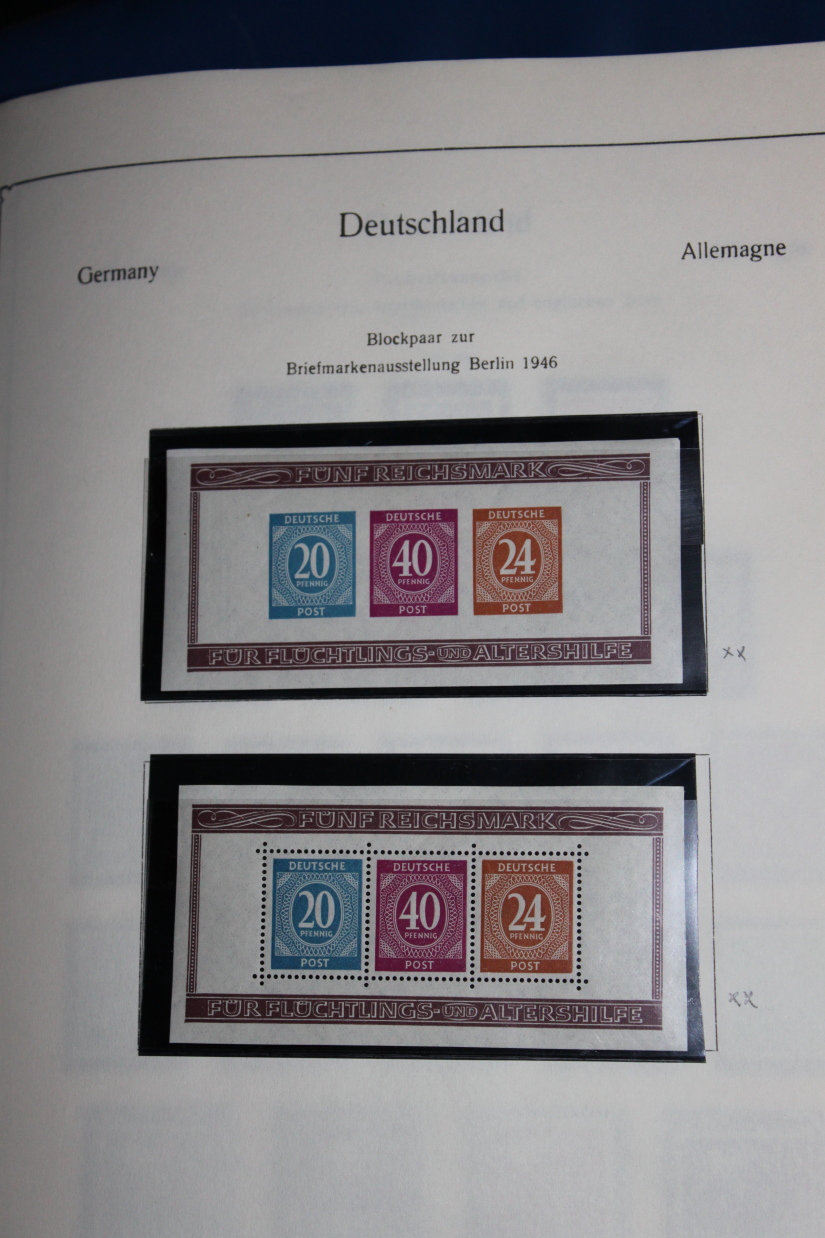 Deutschland
Germany
Allemagne
Blockpaar zur
Briefmarkenausstellung Berlin 1946
FÜNF REICHSMARK
DEUTSCHE DEUTSCHE DEUTSCHE
20 40 24
PFENNIG PFENNIG PFENNIG
POST POST POST
FÜR FLÜCHTLINGS- UND ALTERSHILFE
xx
FÜNF REICHSMARK
DEUTSCHE DEUTSCHE DEUTSCHE
20 40 24
PFENNIG PFENNIG PFENNIG
POST POST POST
FÜR FLÜCHTLINGS- UND ALTERSHILFE
xx